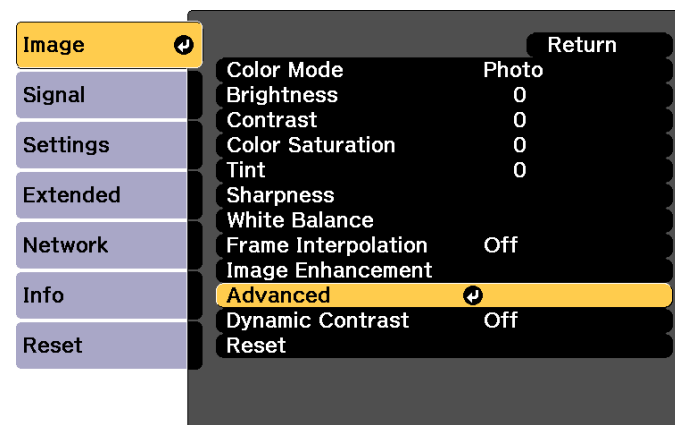 Image
Signal
Settings
Extended
Network
Info
Reset
Return
Color Mode Photo
Brightness 0
Contrast 0
Color Saturation 0
Tint 0
Sharpness
White Balance
Frame Interpolation Off
Image Enhancement
Advanced
Dynamic Contrast Off
Reset